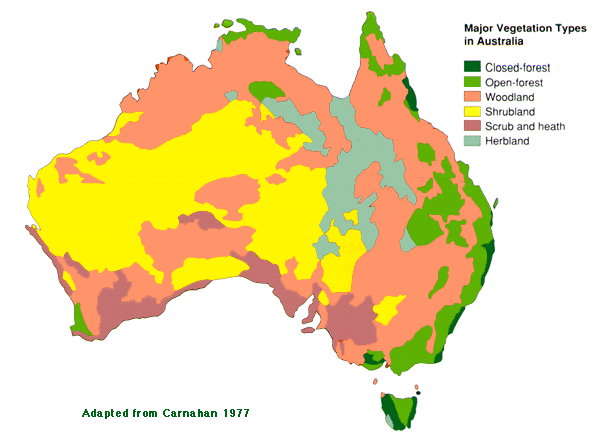 Major Vegetation Types
in Australia
Closed-forest
Open-forest
Woodland
Shrubland
Scrub and heath
Herbland
Adapted from Carnahan 1977